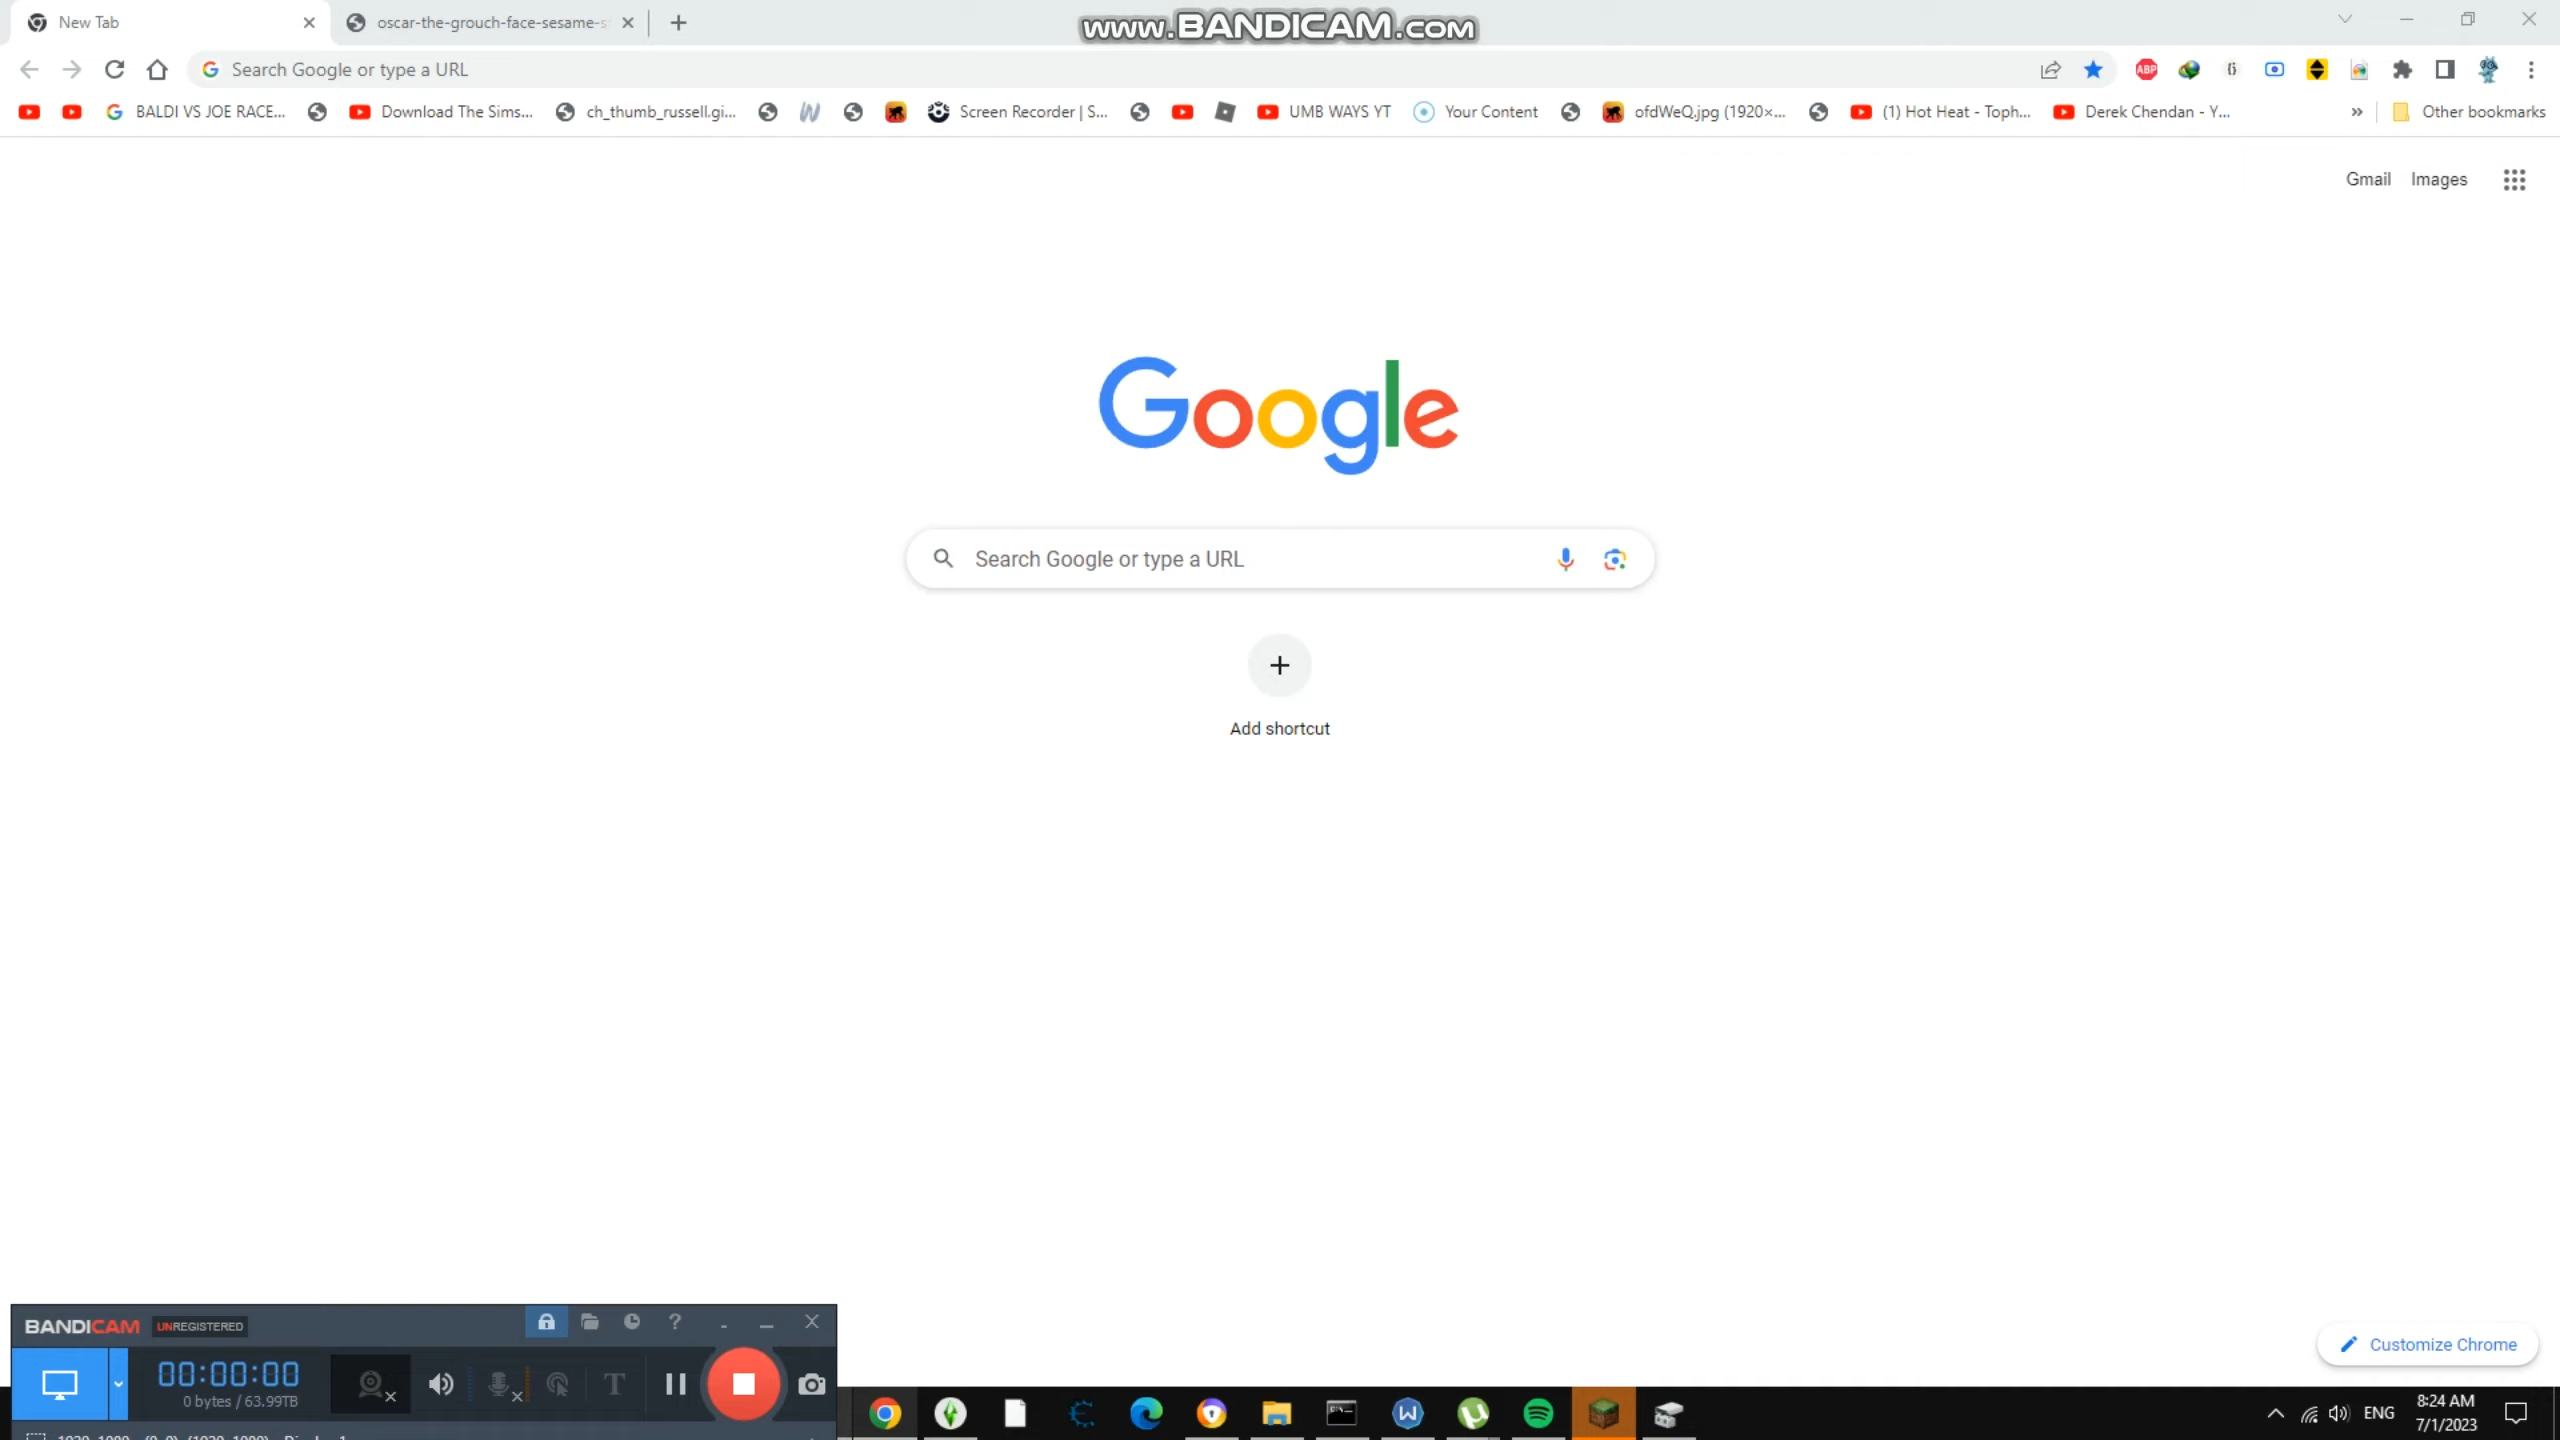 New Tab
oscar-the-grouch-face-sesame-s
www.BANDICAM.com
Search Google or type a URL
ABP
BALDI VS JOE RACE...
Download The Sims...
ch_thumb_russell.gi...
Screen Recorder | S...
UMB WAYS YT
Your Content
ofdWeQ.jpg (1920×...
(1) Hot Heat - Toph...
Derek Chendan - Y...
»
Other bookmarks
Gmail
Images
Google
Search Google or type a URL
Add shortcut
Customize Chrome
BANDICAM
UNREGISTERED
00:00:00
0 bytes / 63.99TB
T
ENG
8:24 AM
7/1/2023